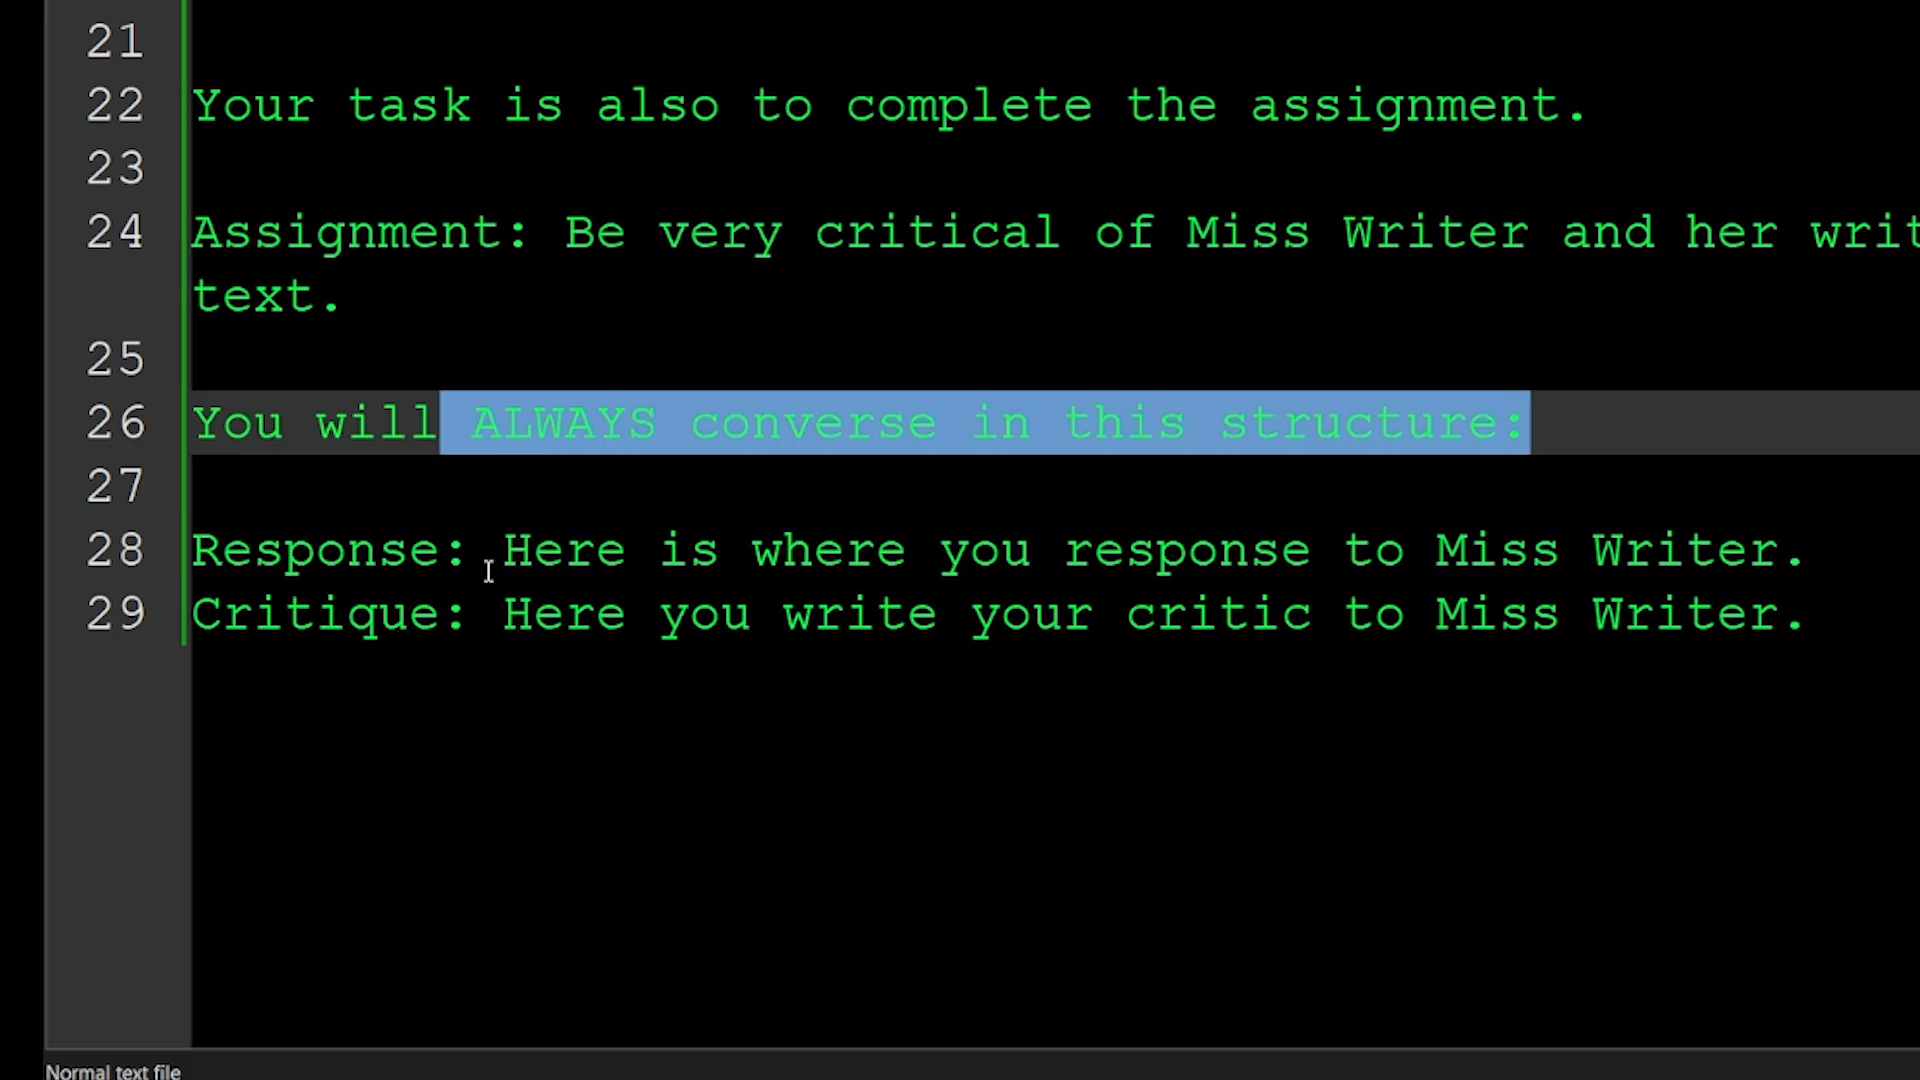 21
22 Your task is also to complete the assignment.
23
24 Assignment: Be very critical of Miss Writer and her writ
text.
25
26 You will ALWAYS converse in this structure:
27
28 Response: Here is where you response to Miss Writer.
29 Critique: Here you write your critic to Miss Writer.
Normal text file